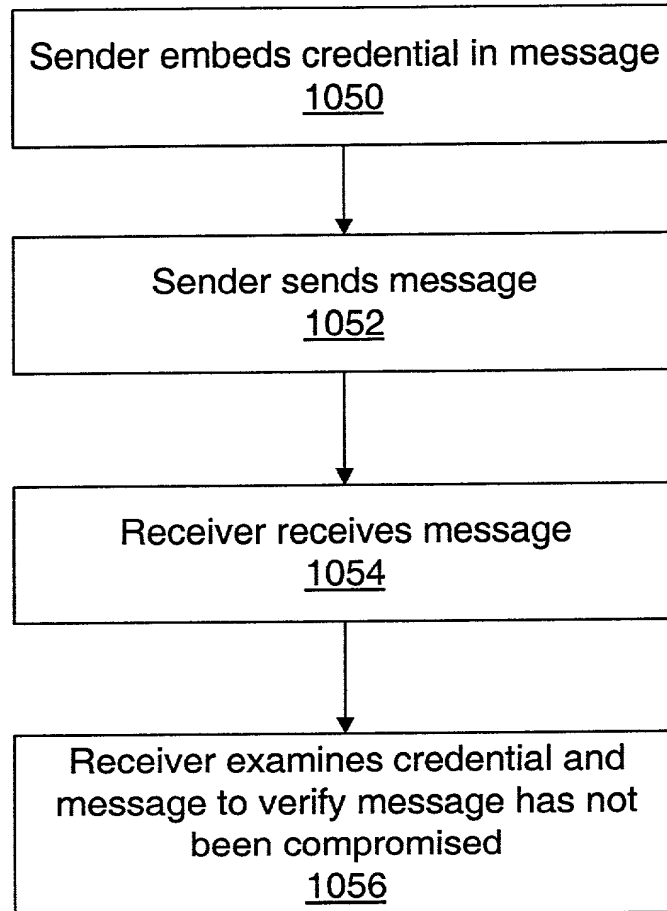 Sender embeds credential in message
1050
Sender sends message
1052
Receiver receives message
1054
Receiver examines credential and
message to verify message has not
been compromised
1056